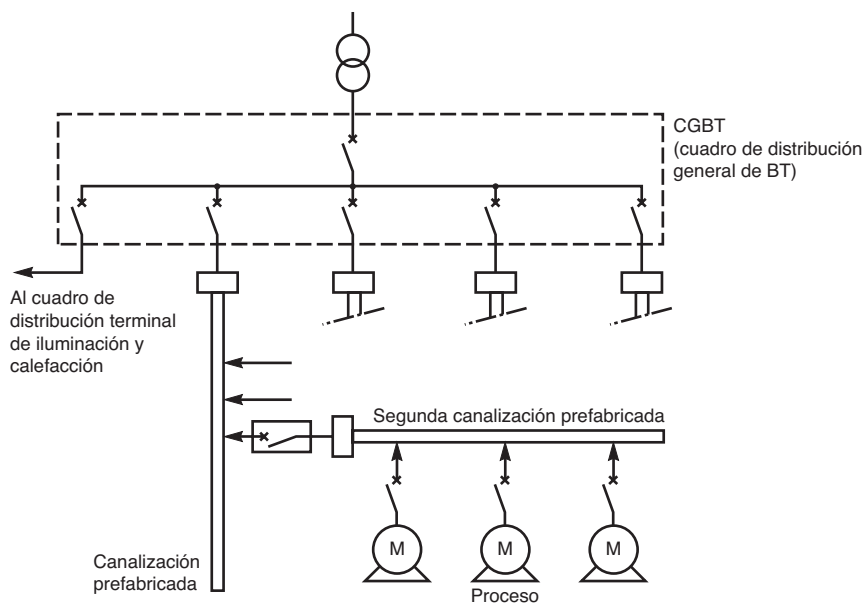 CGBT
(cuadro de distribución
general de BT)
Al cuadro de
distribución terminal
de iluminación y
calefacción
Segunda canalización prefabricada
M
M
M
Canalización
prefabricada
Proceso